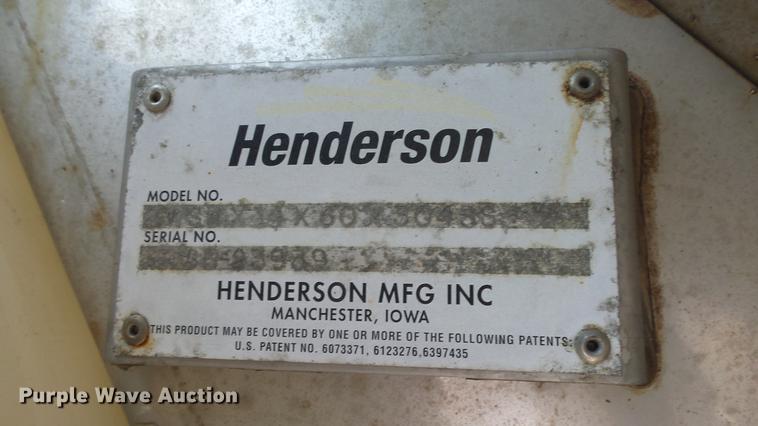 Henderson
MODEL NO.
SERIAL NO.
HENDERSON MFG INC
MANCHESTER, IOWA
THIS PRODUCT MAY BE COVERED BY ONE OR MORE OF THE FOLLOWING PATENTS:
U.S. PATENT NO. 6073371, 6123276,6397435
Purple Wave Auction